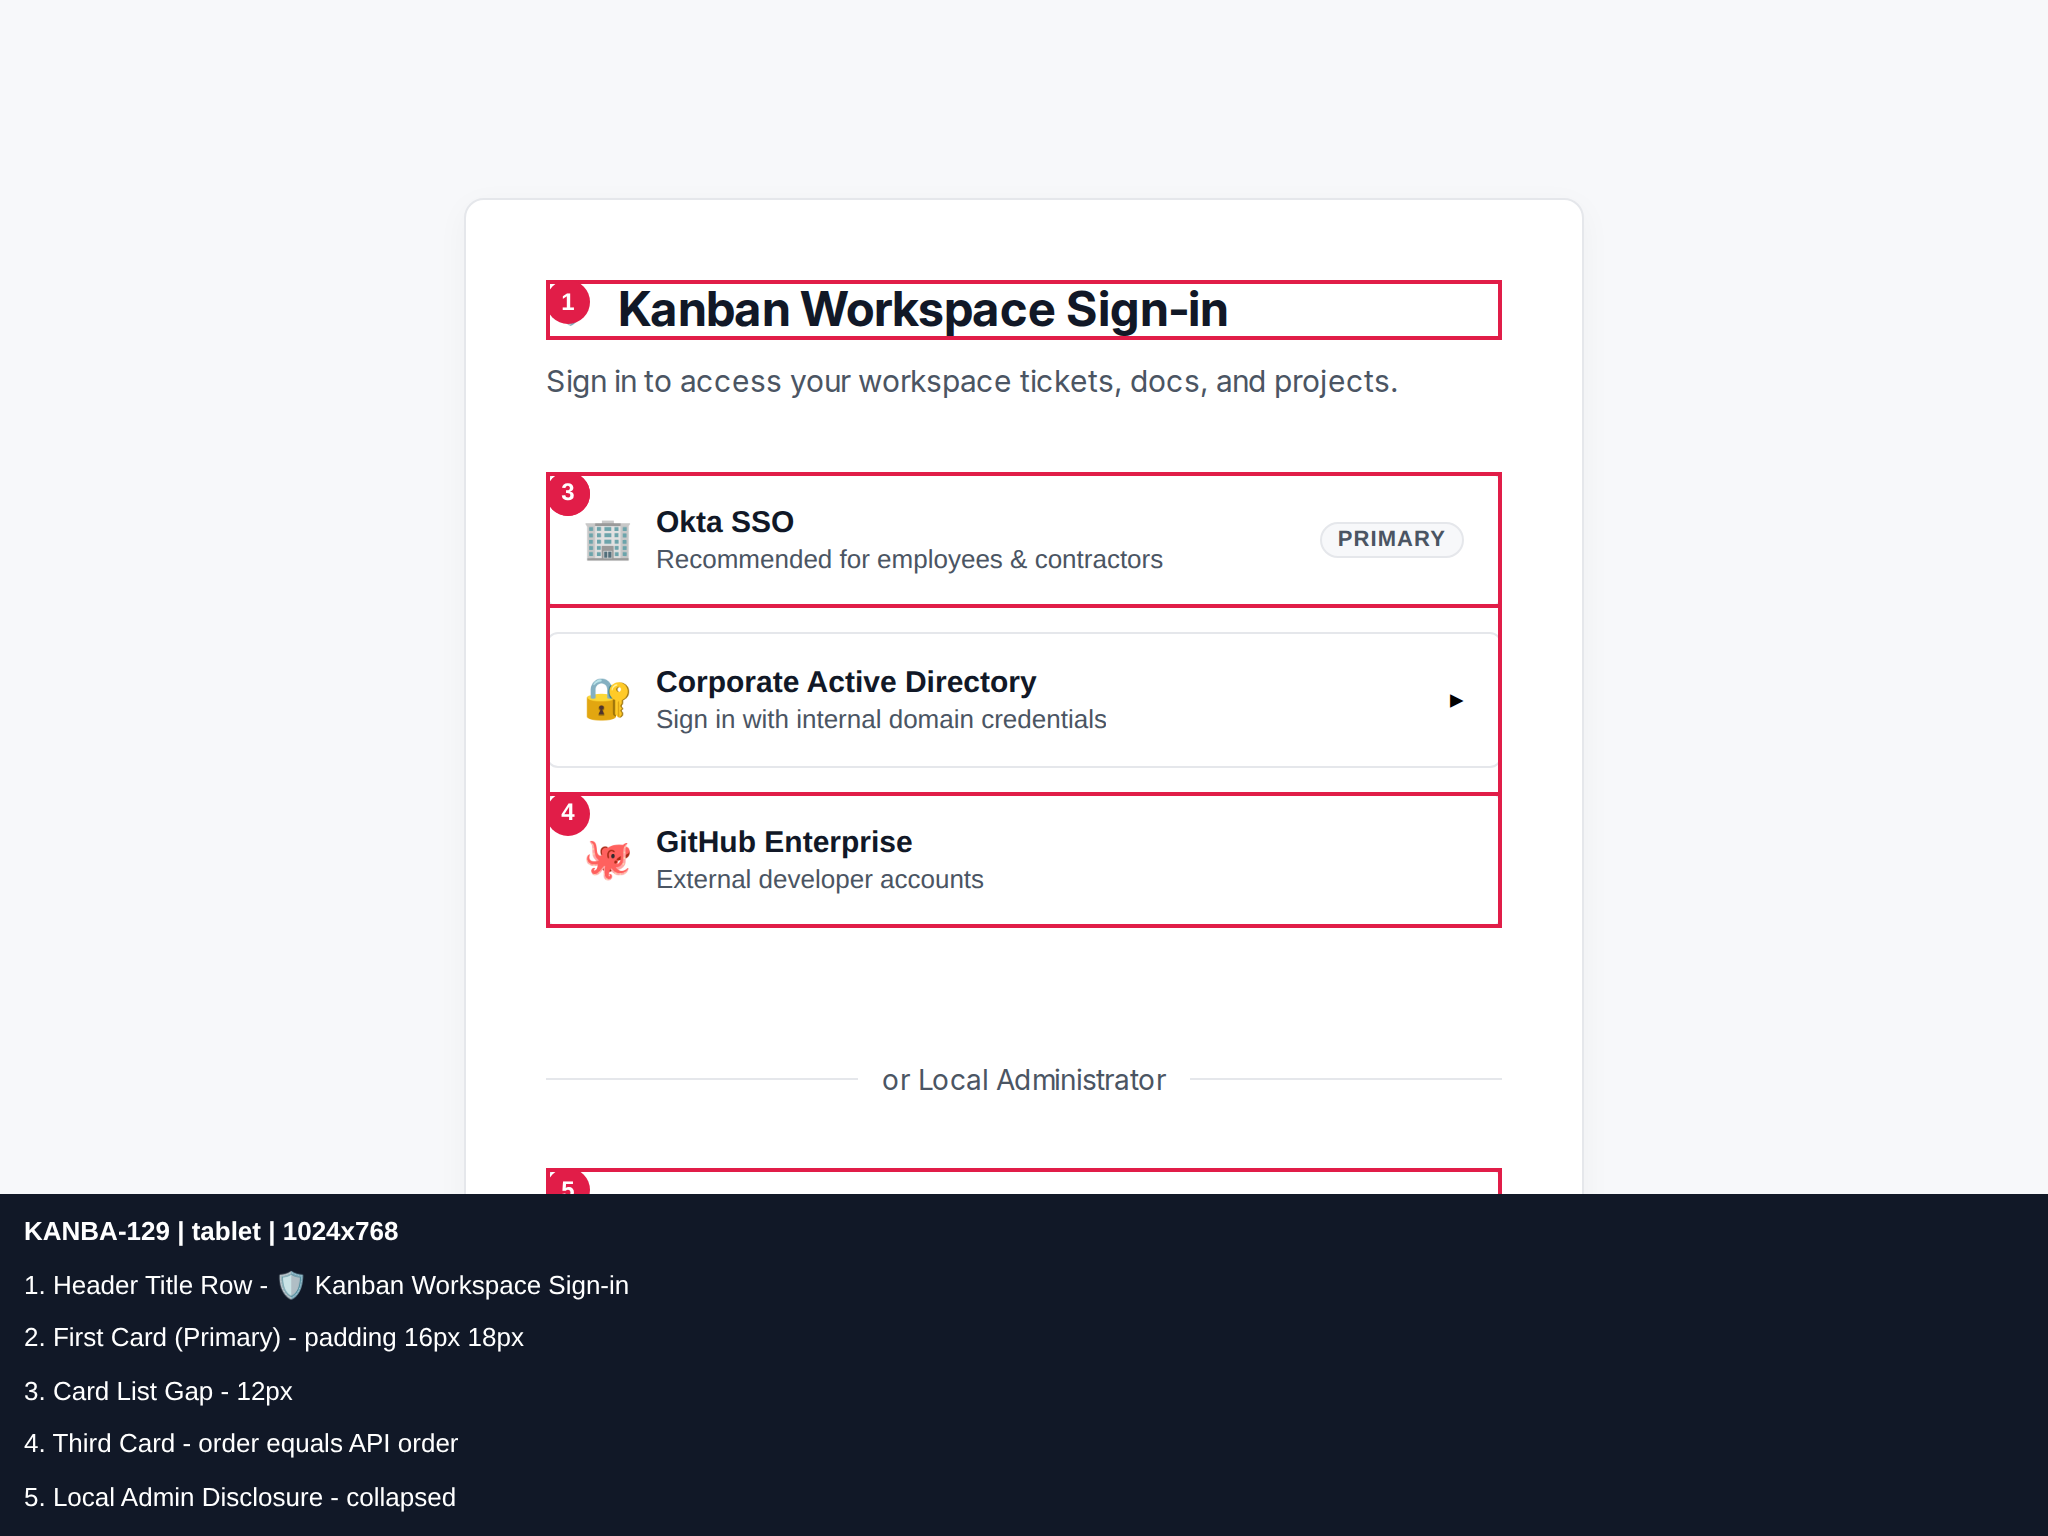 1 Kanban Workspace Sign-in
Sign in to access your workspace tickets, docs, and projects.
3
Okta SSO
Recommended for employees & contractors
PRIMARY
Corporate Active Directory
Sign in with internal domain credentials
4
GitHub Enterprise
External developer accounts
or Local Administrator
5
KANBA-129 | tablet | 1024x768
1. Header Title Row - 🛡️ Kanban Workspace Sign-in
2. First Card (Primary) - padding 16px 18px
3. Card List Gap - 12px
4. Third Card - order equals API order
5. Local Admin Disclosure - collapsed